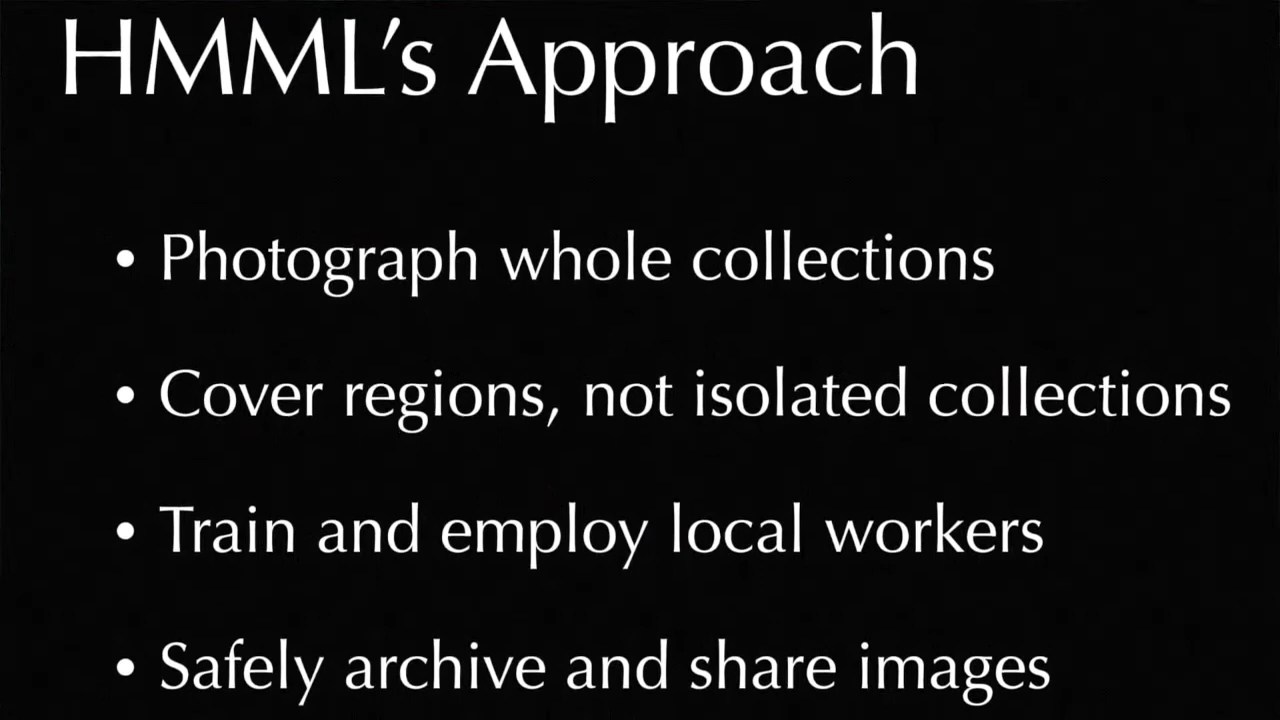 HMML’s Approach
• Photograph whole collections
• Cover regions, not isolated collections
• Train and employ local workers
• Safely archive and share images